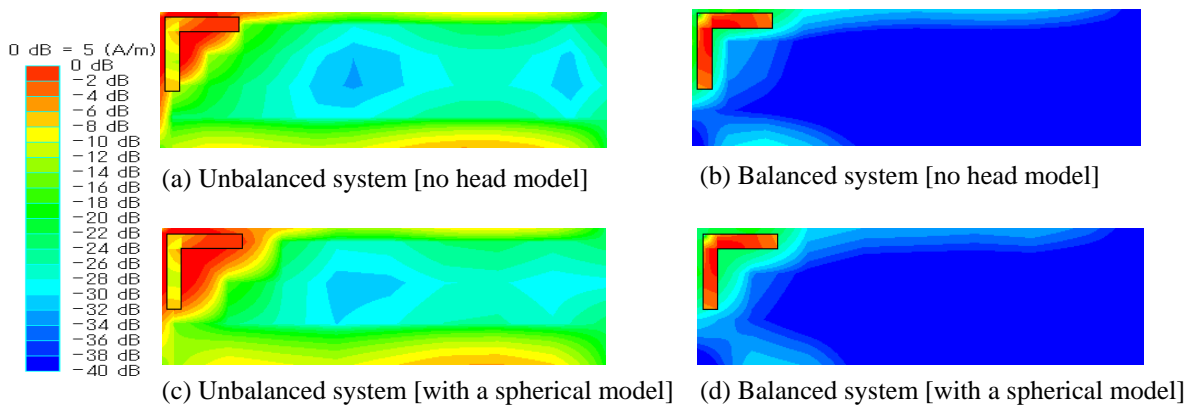 0 dB = 5 (A/m)
0 dB
-2 dB
-4 dB
-6 dB
-8 dB
-10 dB
-12 dB
-14 dB
-16 dB
-18 dB
-20 dB
-22 dB
-24 dB
-26 dB
-28 dB
-30 dB
-32 dB
-34 dB
-36 dB
-38 dB
-40 dB
(a) Unbalanced system [no head model]
(b) Balanced system [no head model]
(c) Unbalanced system [with a spherical model]
(d) Balanced system [with a spherical model]